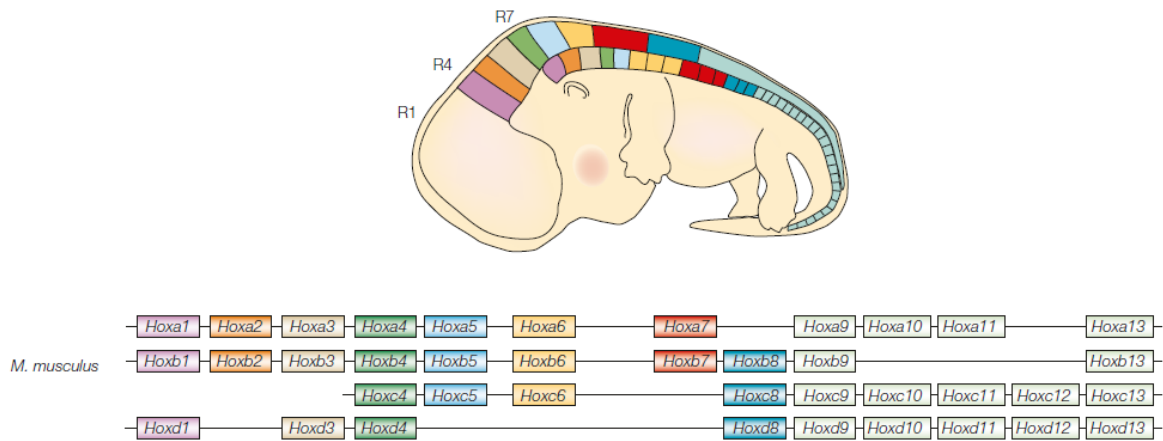 R7
R4
R1
Hoxa1 Hoxa2 Hoxa3 Hoxa4 Hoxa5 Hoxa6 Hoxa7 Hoxa9 Hoxa10 Hoxa11 Hoxa13
M. musculus Hoxb1 Hoxb2 Hoxb3 Hoxb4 Hoxb5 Hoxb6 Hoxb7 Hoxb8 Hoxb9 Hoxb13
Hoxc4 Hoxc5 Hoxc6 Hoxc8 Hoxc9 Hoxc10 Hoxc11 Hoxc12 Hoxc13
Hoxd1 Hoxd3 Hoxd4 Hoxd8 Hoxd9 Hoxd10 Hoxd11 Hoxd12 Hoxd13